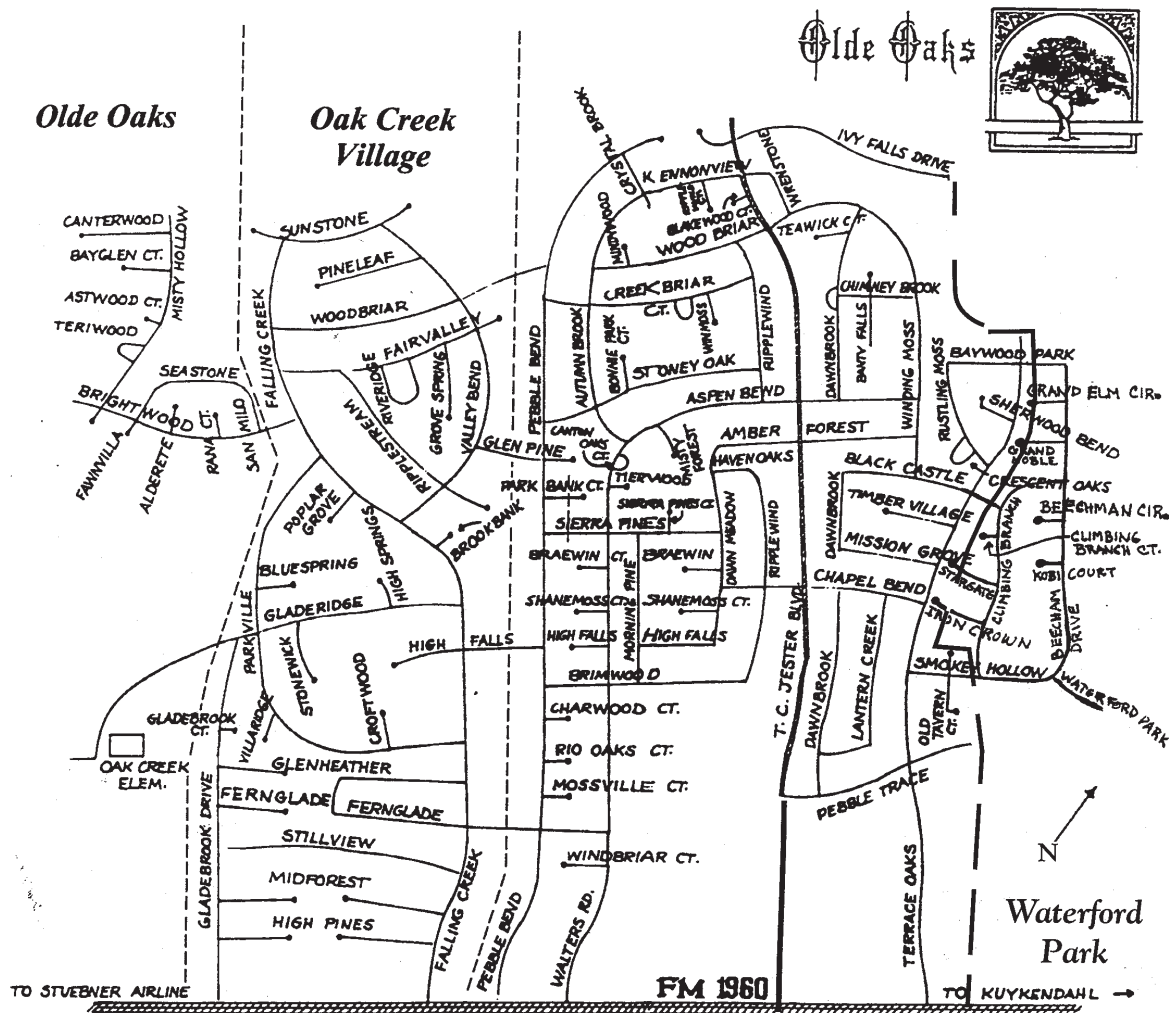 Olde Oaks
Olde Oaks
Oak Creek
Village
CRYSTAL BROOK
KENNONVIEW
WRENSTONE
IVY FALLS DRIVE
CANTERWOOD
MISTY HOLLOW
BAYGLEN CT.
ASTWOOD CT.
TERIWOOD
SEASTONE
BRIGHTWOOD
FAWNVILLA
ALDERETE
RANA CT.
SAN MILO
SUNSTONE
PINELEAF
WOODBRIAR
FALLING CREEK
FAIRVALLEY
RIVERIDGE
GROVE SPRING
VALLEY BEND
RIPPLESTREAM
GLEN PINE
PEBBLE BEND
BLAKEWOOD CT.
WOOD BRIAR
TEAWICK CT.
CREEK BRIAR
CT.
AUTUMN BROOK
BOWIE PARK
CT.
WINMOSS
RIPPLEWIND
STONEY OAK
ASPEN BEND
CHIMNEY BROOK
DAWNBROOK
BANTY FALLS
WINDING MOSS
RUSTLING MOSS
BAYWOOD PARK
GRAND ELM CIR.
SHERWOOD BEND
GRAND
NOBLE
CANYON
OAKS
MISTY
FOREST
AMBER FOREST
HAVEN OAKS
BLACK CASTLE
CRESCENT OAKS
PARK BANK CT.
TIERWOOD
SIERRA PINES CT.
SIERRA PINES
DAWN MEADOW
RIPPLEWIND
DAWNBROOK
TIMBER VILLAGE
MISSION GROVE
STARGATE
CLIMBING BRANCH
BEECHMAN CIR.
CLIMBING
BRANCH CT.
KOBI COURT
BEECHAM
DRIVE
POPLAR
GROVE
HIGH SPRINGS
BROOKBANK
BLUESPRING
GLADERIDGE
PARKVILLE
BRAEWIN CT.
BRAEWIN
SHANEMOSS CT.
SHANEMOSS CT.
MORNING PINE
HIGH FALLS
HIGH FALLS
HIGH FALLS
BRIMWOOD
CHAPEL BEND
IRON CROWN
SMOKEY HOLLOW
WATERFORD PARK
STONEWICK
CROFTWOOD
VILLARIDGE
GLADEBROOK
CT.
OAK CREEK
ELEM.
GLENHEATHER
FERNGLADE
FERNGLADE
CHARWOOD CT.
RIO OAKS CT.
MOSSVILLE CT.
T. C. JESTER BLVD.
DAWNBROOK
LANTERN CREEK
OLD
TAVERN
CT.
PEBBLE TRACE
GLADEBROOK DRIVE
STILLVIEW
MIDFOREST
HIGH PINES
FALLING CREEK
PEBBLE BEND
WALTERS RD.
WINDBRIAR CT.
TERRACE OAKS
N
Waterford
Park
TO STUEBNER AIRLINE
FM 1960
TO KUYKENDAHL →